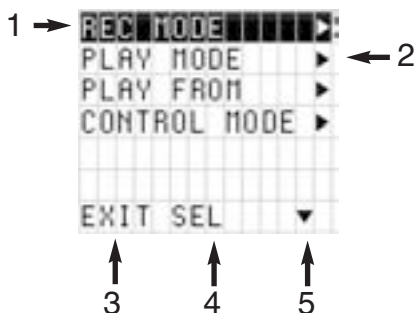 1 REC MODE
PLAY MODE 2
PLAY FROM
CONTROL MODE
EXIT SEL
3 4 5